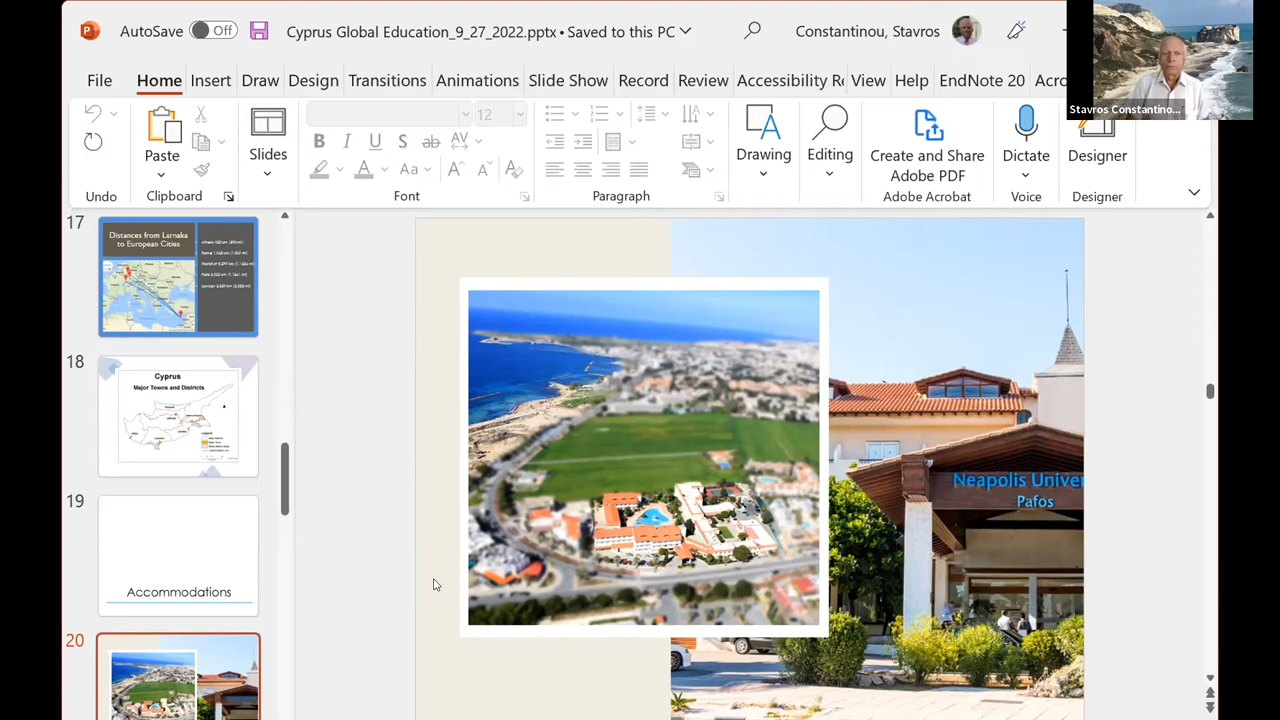 AutoSave Off Cyprus Global Education_9_27_2022.pptx • Saved to this PC Constantinou, Stavros
File Home Insert Draw Design Transitions Animations Slide Show Record Review Accessibility View Help EndNote 20 Acro
Stavros Constantino...
12
Paste Slides Drawing Editing Create and Share Adobe PDF Dictate Designer
Undo Clipboard Font Paragraph Adobe Acrobat Voice Designer
17
Distances from Larnaka
to European Cities
18
Cyprus
Major Towns and Districts
19
Accommodations
20
Neapolis Univer
Pafos